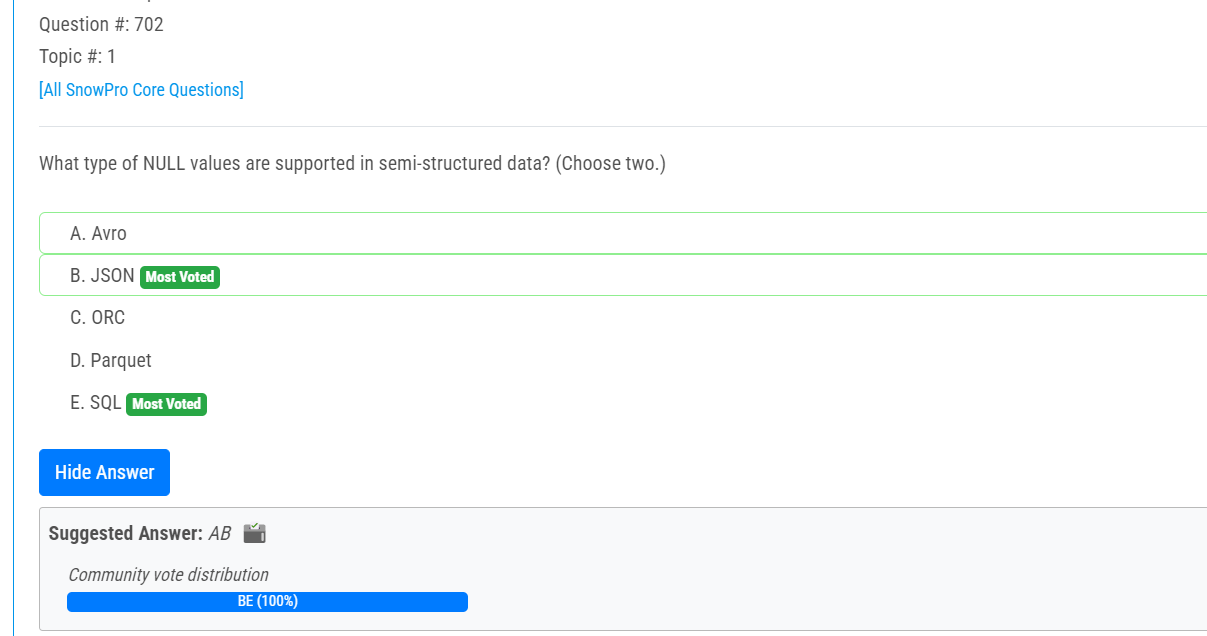 Question #: 702
Topic #: 1
[All SnowPro Core Questions]
What type of NULL values are supported in semi-structured data? (Choose two.)
A. Avro
B. JSON Most Voted
C. ORC
D. Parquet
E. SQL Most Voted
Hide Answer
Suggested Answer: AB
Community vote distribution
BE (100%)